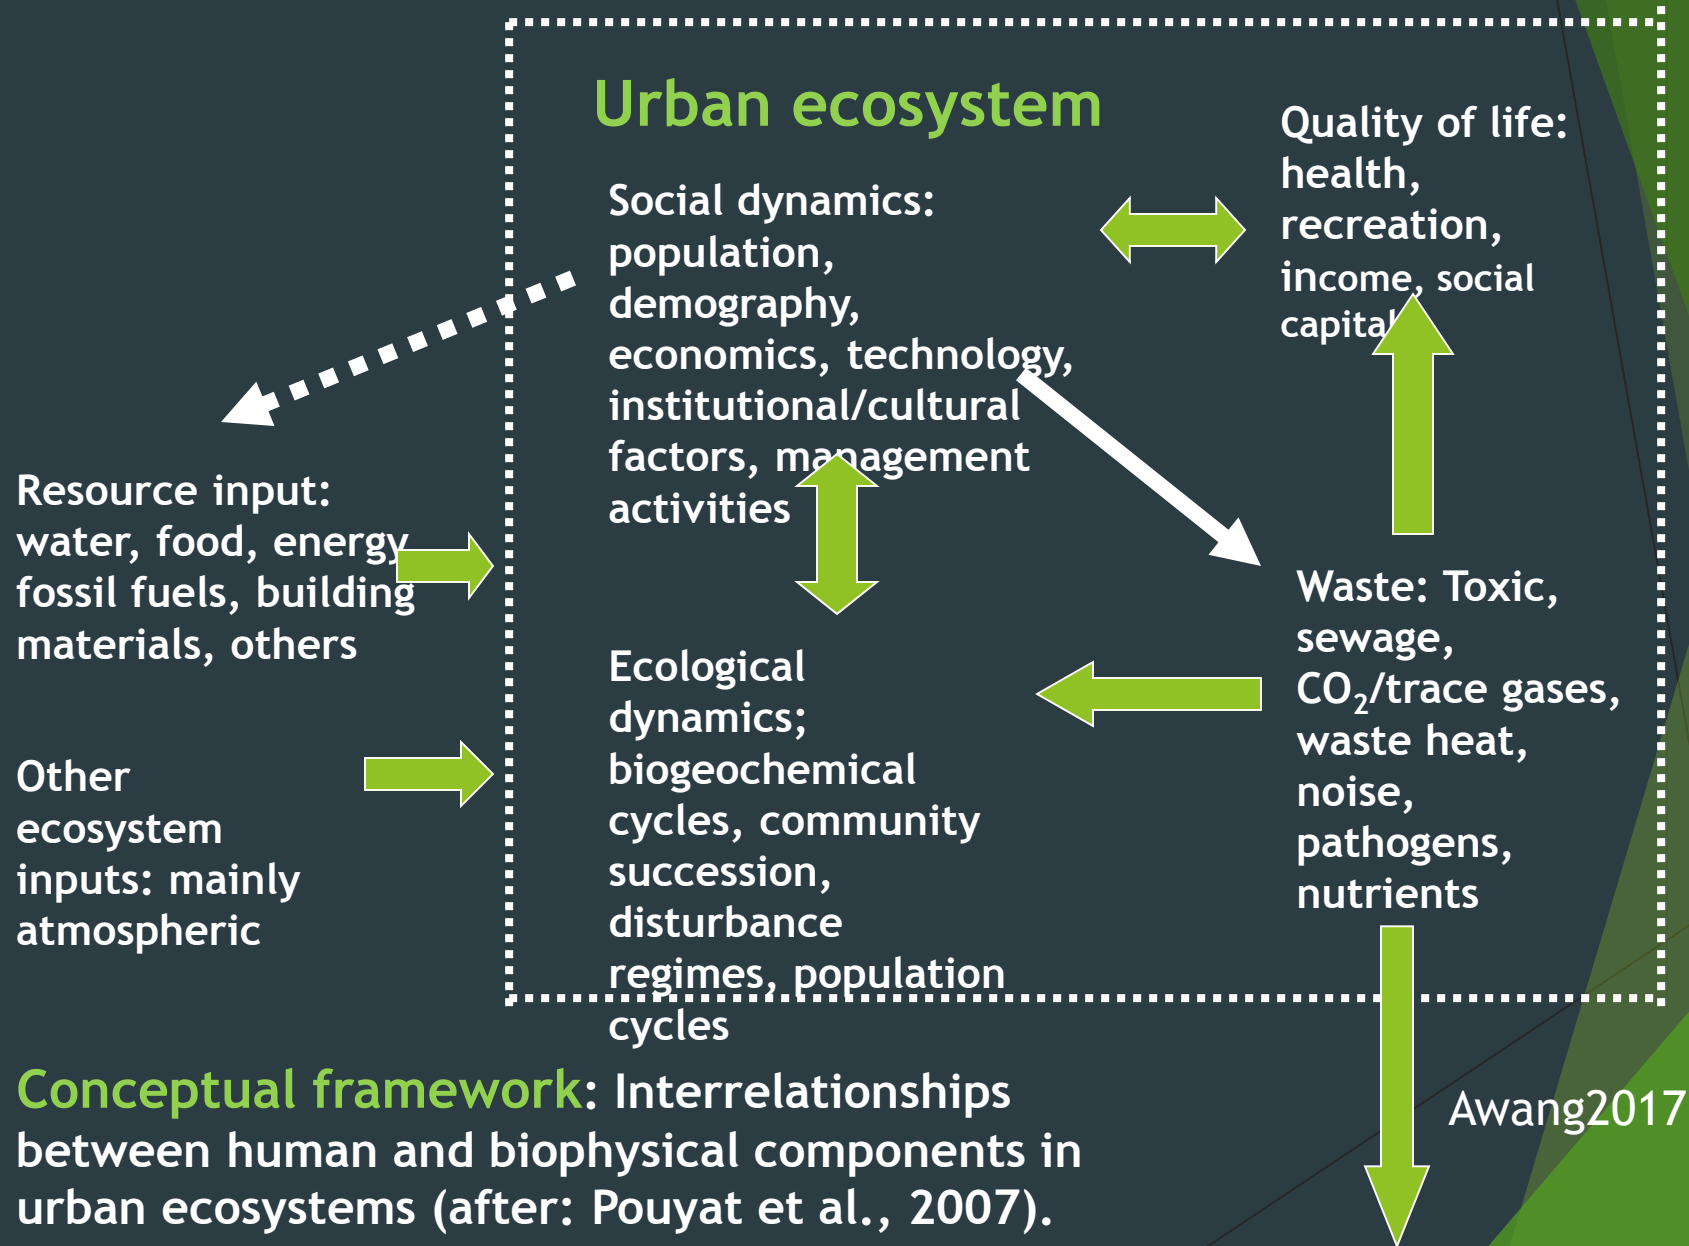 Urban ecosystem
Social dynamics:
population,
demography,
economics, technology,
institutional/cultural
factors, management
activities
Quality of life:
health,
recreation,
income, social
capital
Resource input:
water, food, energy
fossil fuels, building
materials, others
Other
ecosystem
inputs: mainly
atmospheric
Ecological
dynamics;
biogeochemical
cycles, community
succession,
disturbance
regimes, population
cycles
Waste: Toxic,
sewage,
CO₂/trace gases,
waste heat,
noise,
pathogens,
nutrients
Conceptual framework: Interrelationships
between human and biophysical components in
urban ecosystems (after: Pouyat et al., 2007).
Awang2017